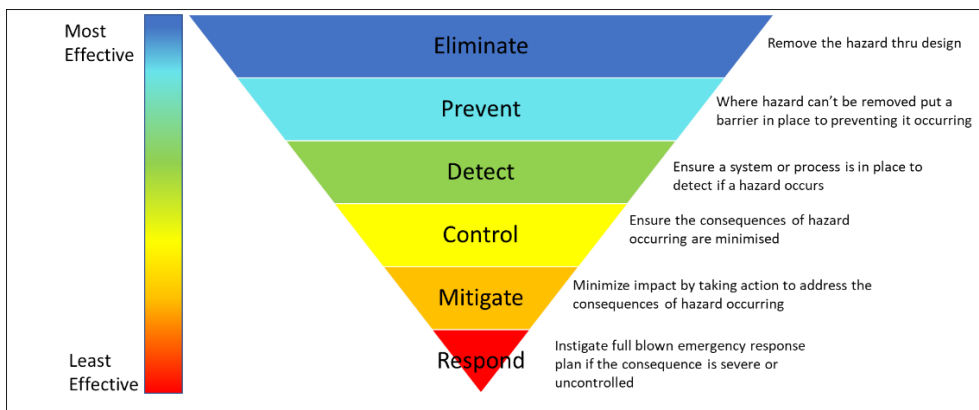 Most
Effective
Eliminate
Remove the hazard thru design
Prevent
Where hazard can't be removed put a
barrier in place to preventing it occurring
Detect
Ensure a system or process is in place to
detect if a hazard occurs
Control
Ensure the consequences of hazard
occurring are minimised
Mitigate
Minimize impact by taking action to address the
consequences of hazard occurring
Least
Effective
Respond
Instigate full blown emergency response
plan if the consequence is severe or
uncontrolled